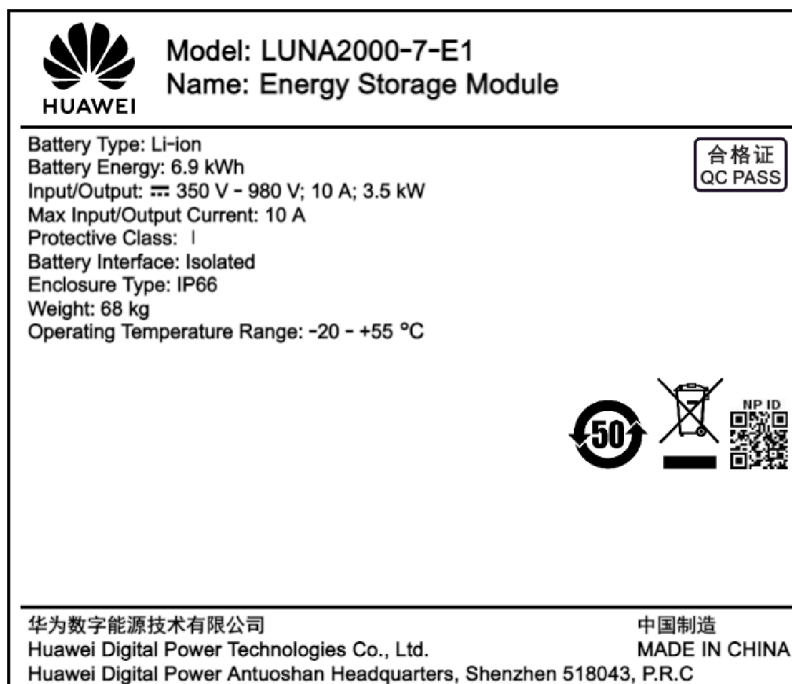 HUAWEI
Model: LUNA2000-7-E1
Name: Energy Storage Module
Battery Type: Li-ion
Battery Energy: 6.9 kWh
Input/Output: ⎓ 350 V - 980 V; 10 A; 3.5 kW
Max Input/Output Current: 10 A
Protective Class: I
Battery Interface: Isolated
Enclosure Type: IP66
Weight: 68 kg
Operating Temperature Range: -20 - +55 °C
合格证
QC PASS
50
NP ID
华为数字能源技术有限公司
中国制造
Huawei Digital Power Technologies Co., Ltd.
MADE IN CHINA
Huawei Digital Power Antuoshan Headquarters, Shenzhen 518043, P.R.C